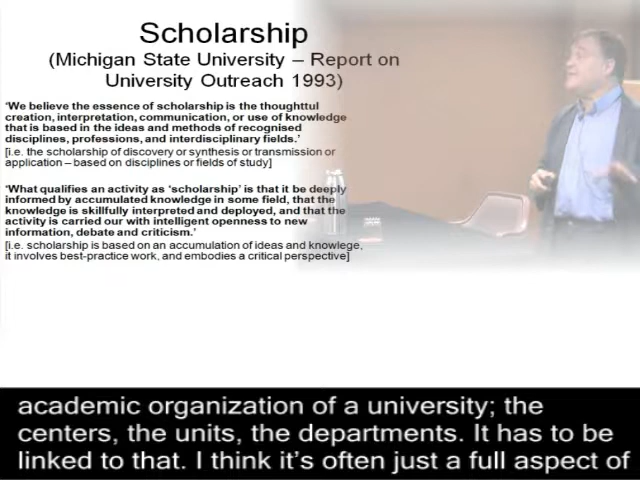 Scholarship
(Michigan State University – Report on
University Outreach 1993)
'We believe the essence of scholarship is the thoughtful
creation, interpretation, communication, or use of knowledge
that is based in the ideas and methods of recognised
disciplines, professions, and interdisciplinary fields.'
[i.e. the scholarship of discovery or synthesis or transmission or
application – based on disciplines or fields of study]
'What qualifies an activity as 'scholarship' is that it be deeply
informed by accumulated knowledge in some field, that the
knowledge is skillfully interpreted and deployed, and that the
activity is carried our with intelligent openness to new
information, debate and criticism.'
[i.e. scholarship is based on an accumulation of ideas and knowlege,
it involves best-practice work, and embodies a critical perspective]
academic organization of a university; the
centers, the units, the departments. It has to be
linked to that. I think it's often just a full aspect of